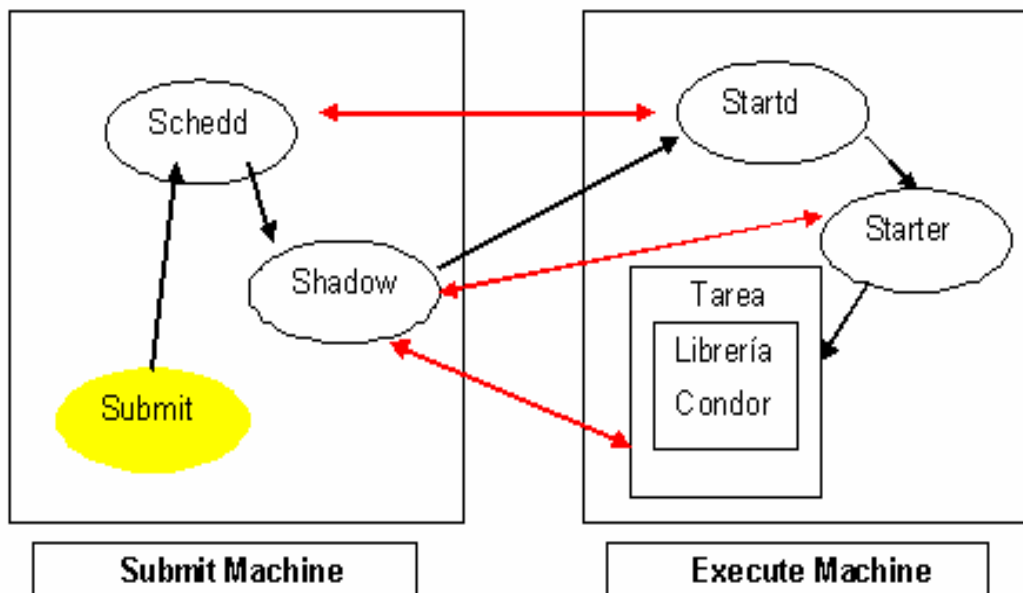 Schedd
Shadow
Submit
Submit Machine
Startd
Starter
Tarea
Librería
Condor
Execute Machine